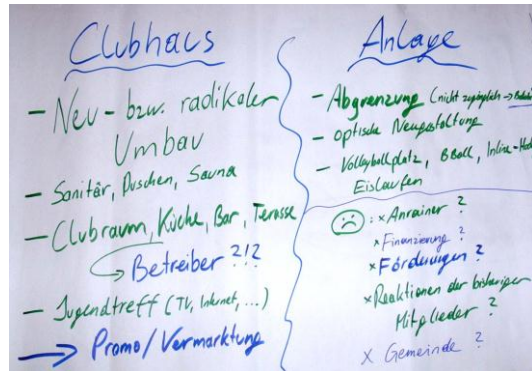 Clubhaus
— Neu- bzw. radikaler
Umbau
— Sanitär, Duschen, Sauna
— Clubraum, Küche, Bar, Terasse
→ Betreiber ?!?
— Jugendtreff (TV, Internet, ...)
→ Promo/Vermarktung
Anlage
— Abgrenzung (nicht zugänglich →
— optische Neugestaltung
— Volleyballplatz, BBall, Inline-
Eislaufen
☹ : x Anrainer ?
x Finanzierung ?
x Förderungen ?
x Reaktionen der bisherigen
Mitglieder ?
x Gemeinde ?